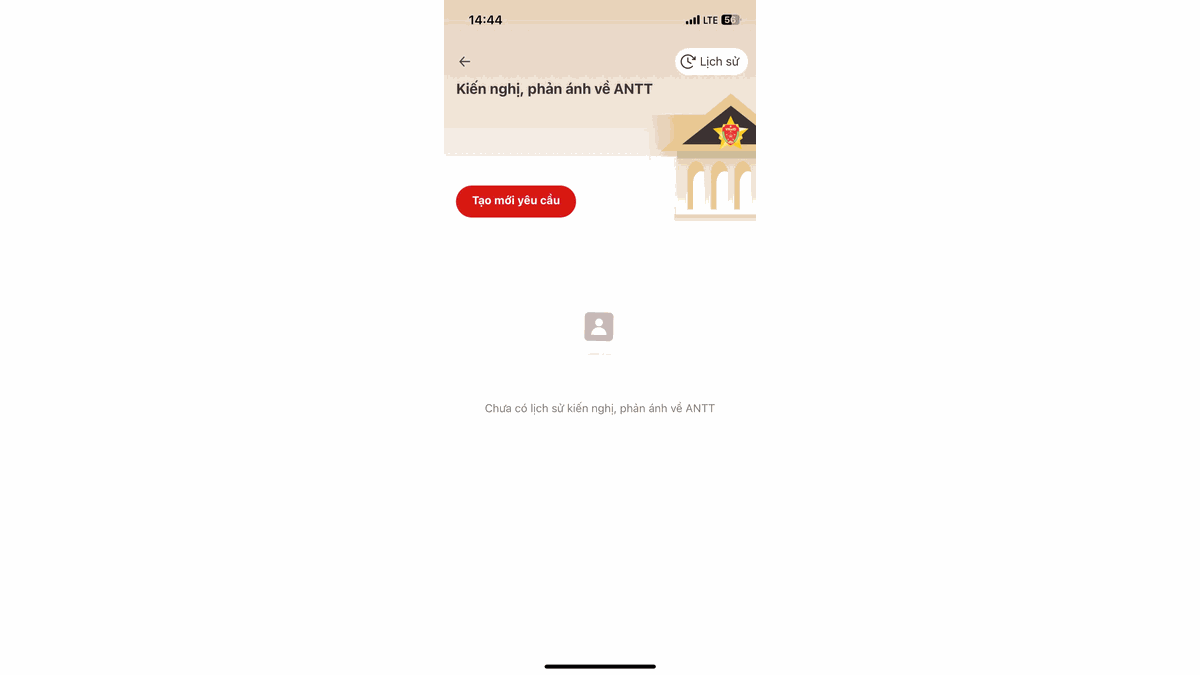 14:44
LTE 56
Lịch sử
Kiến nghị, phản ánh về ANTT
Tạo mới yêu cầu
Chưa có lịch sử kiến nghị, phản ánh về ANTT